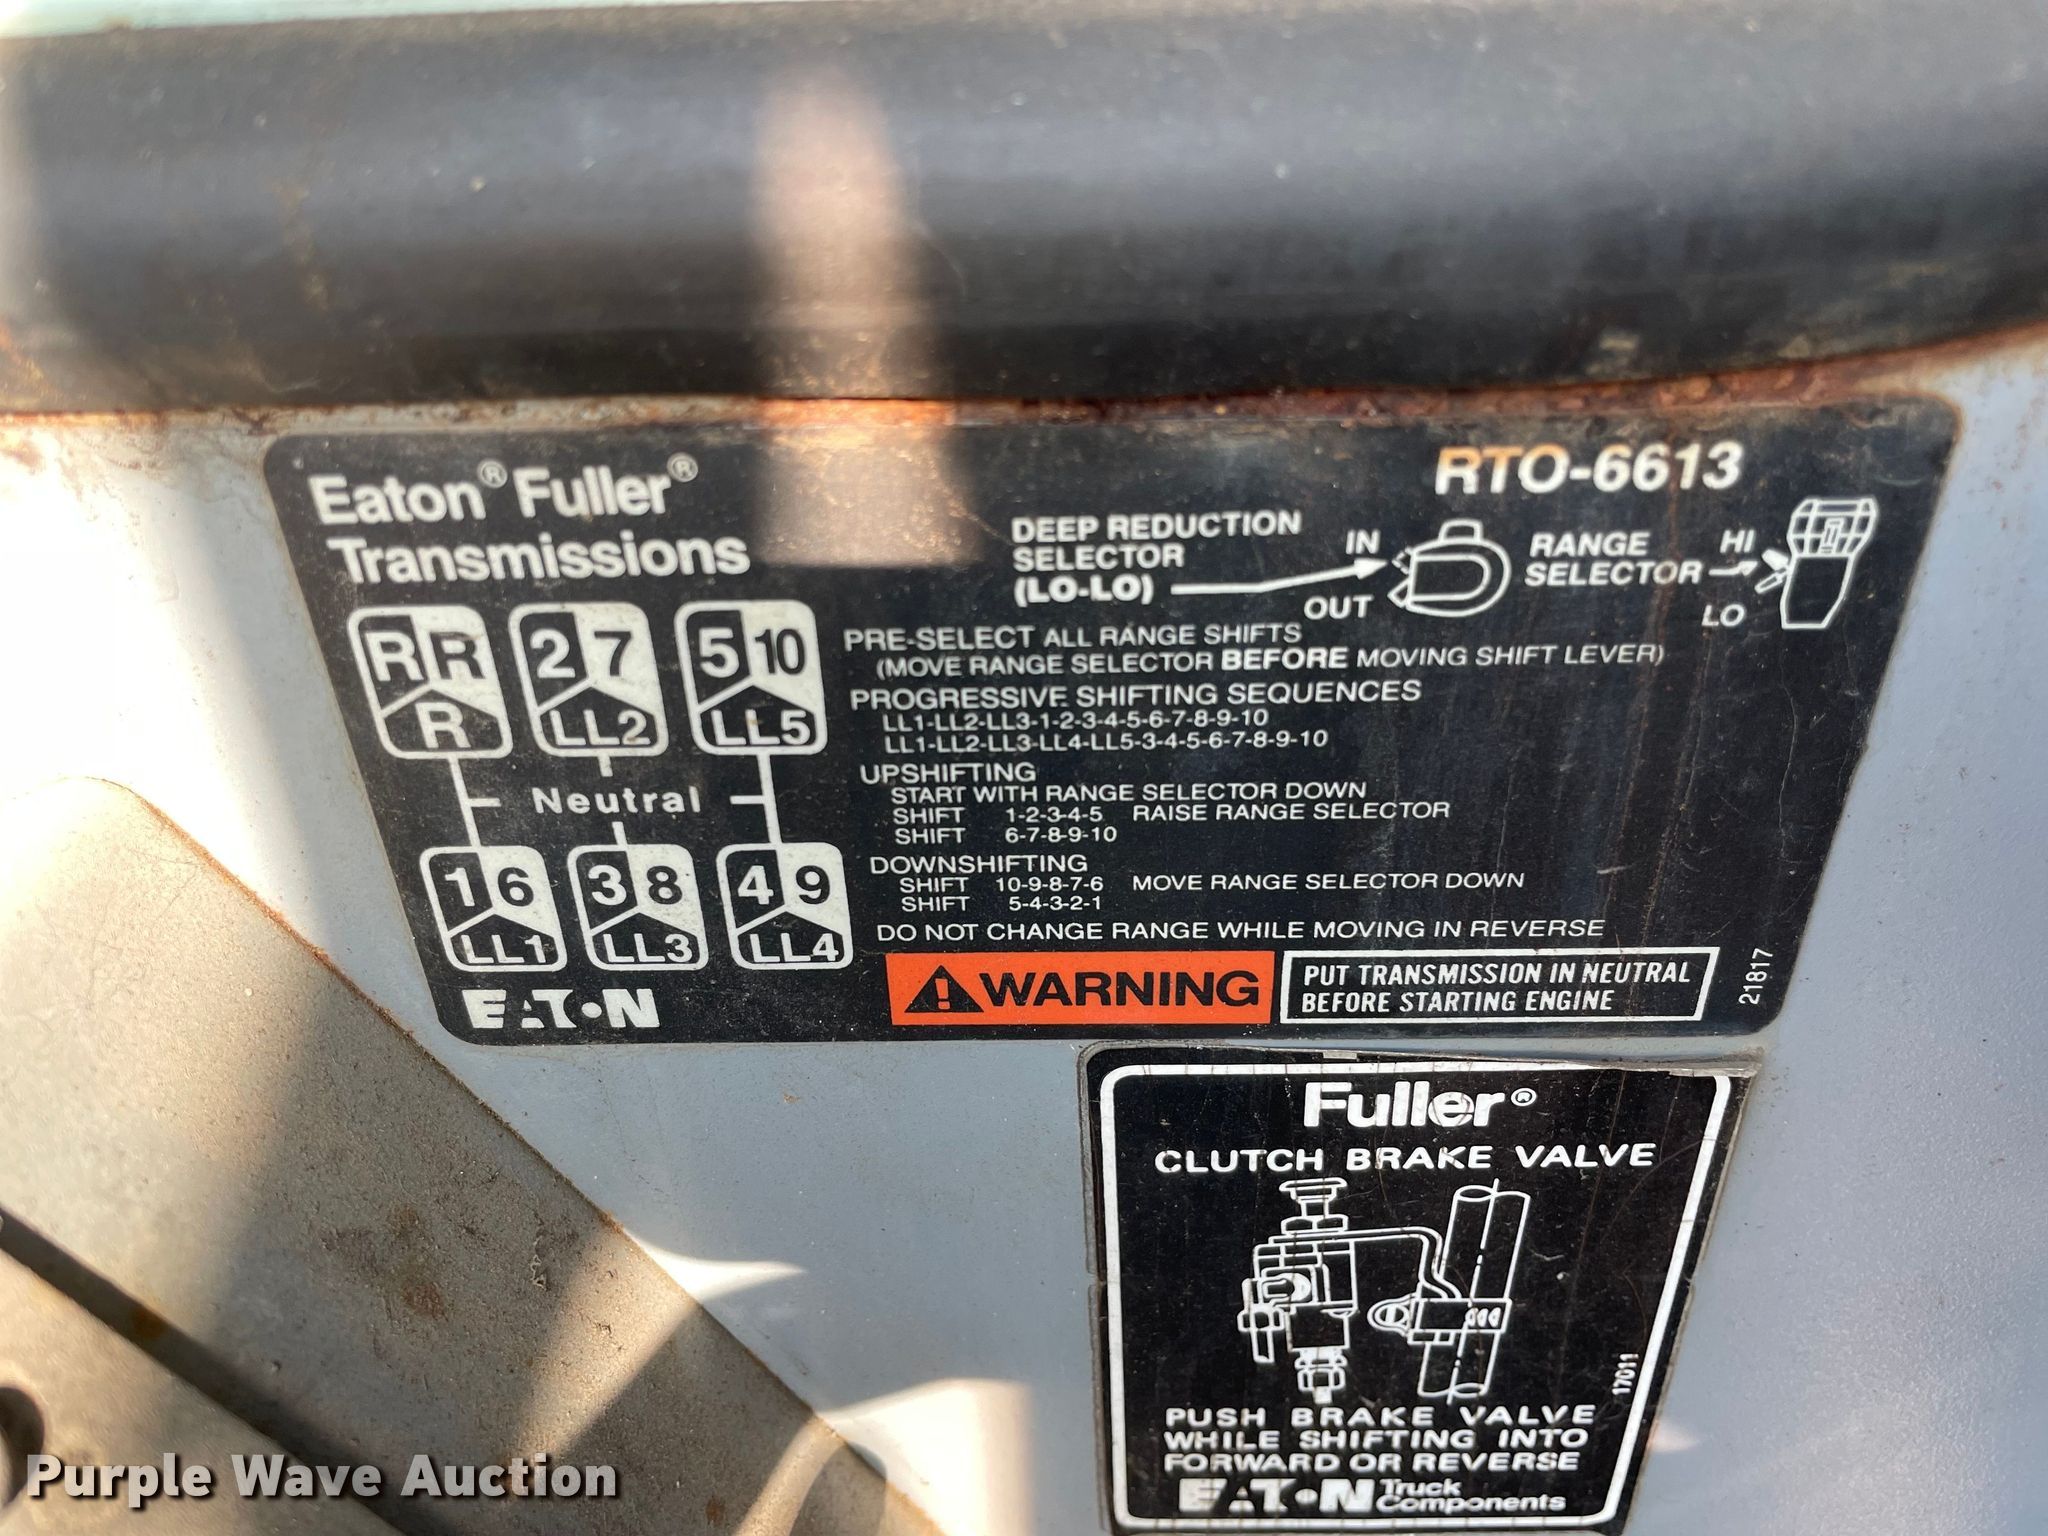 Eaton® Fuller®
Transmissions
RTO-6613
DEEP REDUCTION
SELECTOR
(LO-LO)
IN
OUT
RANGE
SELECTOR
HI
LO
R R
R
2 7
LL2
5 10
LL5
Neutral
1 6
LL1
3 8
LL3
4 9
LL4
PRE-SELECT ALL RANGE SHIFTS
(MOVE RANGE SELECTOR BEFORE MOVING SHIFT LEVER)
PROGRESSIVE SHIFTING SEQUENCES
LL1-LL2-LL3-1-2-3-4-5-6-7-8-9-10
LL1-LL2-LL3-LL4-LL5-3-4-5-6-7-8-9-10
UPSHIFTING
START WITH RANGE SELECTOR DOWN
SHIFT 1-2-3-4-5 RAISE RANGE SELECTOR
SHIFT 6-7-8-9-10
DOWNSHIFTING
SHIFT 10-9-8-7-6 MOVE RANGE SELECTOR DOWN
SHIFT 5-4-3-2-1
DO NOT CHANGE RANGE WHILE MOVING IN REVERSE
EATON
WARNING
PUT TRANSMISSION IN NEUTRAL
BEFORE STARTING ENGINE
21817
Fuller®
CLUTCH BRAKE VALVE
17011
PUSH BRAKE VALVE
WHILE SHIFTING INTO
FORWARD OR REVERSE
EATON Truck
Components
Purple Wave Auction